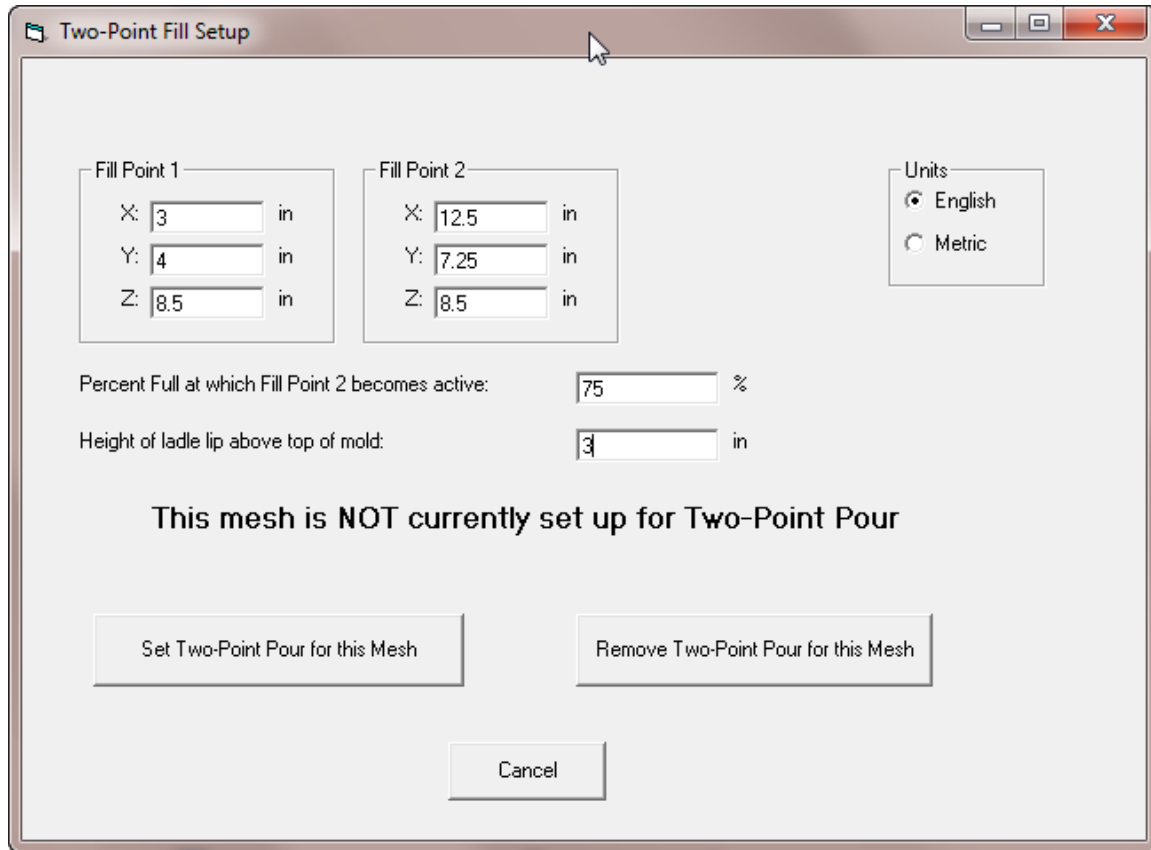 Two-Point Fill Setup
Fill Point 1
X: 3 in
Y: 4 in
Z: 8.5 in
Fill Point 2
X: 12.5 in
Y: 7.25 in
Z: 8.5 in
Units
English
Metric
Percent Full at which Fill Point 2 becomes active: 75 %
Height of ladle lip above top of mold: 3 in
This mesh is NOT currently set up for Two-Point Pour
Set Two-Point Pour for this Mesh
Remove Two-Point Pour for this Mesh
Cancel